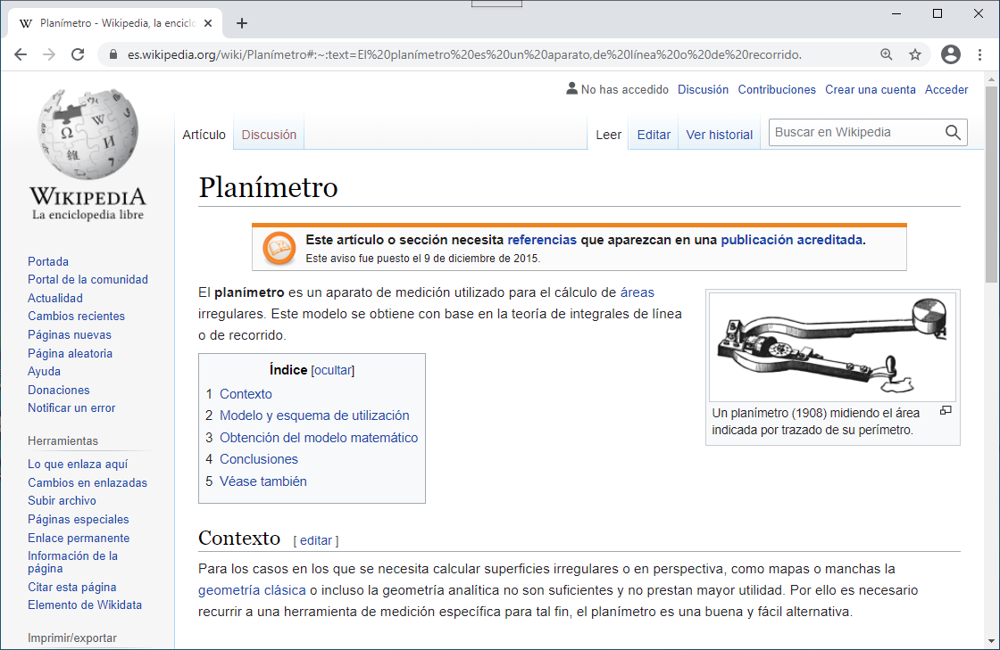 Planímetro - Wikipedia, la encicl
es.wikipedia.org/wiki/Planímetro#:~:text=El%20planímetro%20es%20un%20aparato,de%20línea%20o%20de%20recorrido.
No has accedido Discusión Contribuciones Crear una cuenta Acceder
Artículo Discusión Leer Editar Ver historial Buscar en Wikipedia
WIKIPEDIA
La enciclopedia libre
Portada
Portal de la comunidad
Actualidad
Cambios recientes
Páginas nuevas
Página aleatoria
Ayuda
Donaciones
Notificar un error
Herramientas
Lo que enlaza aquí
Cambios en enlazadas
Subir archivo
Páginas especiales
Enlace permanente
Información de la
página
Citar esta página
Elemento de Wikidata
Imprimir/exportar
Planímetro
Este artículo o sección necesita referencias que aparezcan en una publicación acreditada.
Este aviso fue puesto el 9 de diciembre de 2015.
El planímetro es un aparato de medición utilizado para el cálculo de áreas
irregulares. Este modelo se obtiene con base en la teoría de integrales de línea
o de recorrido.
Un planímetro (1908) midiendo el área
indicada por trazado de su perímetro.
Índice [ocultar]
1 Contexto
2 Modelo y esquema de utilización
3 Obtención del modelo matemático
4 Conclusiones
5 Véase también
Contexto [ editar ]
Para los casos en los que se necesita calcular superficies irregulares o en perspectiva, como mapas o manchas la
geometría clásica o incluso la geometría analítica no son suficientes y no prestan mayor utilidad. Por ello es necesario
recurrir a una herramienta de medición específica para tal fin, el planímetro es una buena y fácil alternativa.